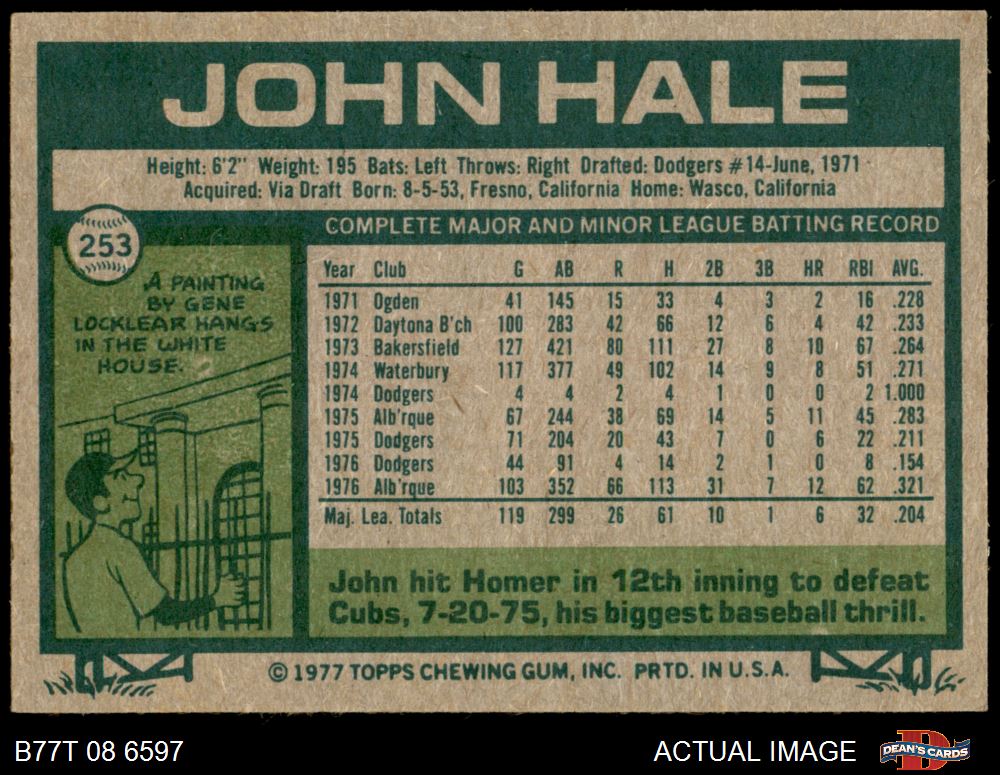 JOHN HALE
Height: 6'2" Weight: 195 Bats: Left Throws: Right Drafted: Dodgers #14-June, 1971
Acquired: Via Draft Born: 8-5-53, Fresno, California Home: Wasco, California
253
COMPLETE MAJOR AND MINOR LEAGUE BATTING RECORD
A PAINTING
BY GENE
LOCKLEAR HANGS
IN THE WHITE
HOUSE.
Year Club G AB R H 2B 3B HR RBI AVG.
1971 Ogden 41 145 15 33 4 3 2 16 .228
1972 Daytona B'ch 100 283 42 66 12 6 4 42 .233
1973 Bakersfield 127 421 80 111 27 8 10 67 .264
1974 Waterbury 117 377 49 102 14 9 8 51 .271
1974 Dodgers 4 4 2 4 1 0 0 2 1.000
1975 Alb'rque 67 244 38 69 14 5 11 45 .283
1975 Dodgers 71 204 20 43 7 0 6 22 .211
1976 Dodgers 44 91 4 14 2 1 0 8 .154
1976 Alb'rque 103 352 66 113 31 7 12 62 .321
Maj. Lea. Totals 119 299 26 61 10 1 6 32 .204
John hit Homer in 12th inning to defeat
Cubs, 7-20-75, his biggest baseball thrill.
© 1977 TOPPS CHEWING GUM, INC. PRTD. IN U.S.A.
B77T 08 6597
ACTUAL IMAGE
D
DEAN'S CARDS